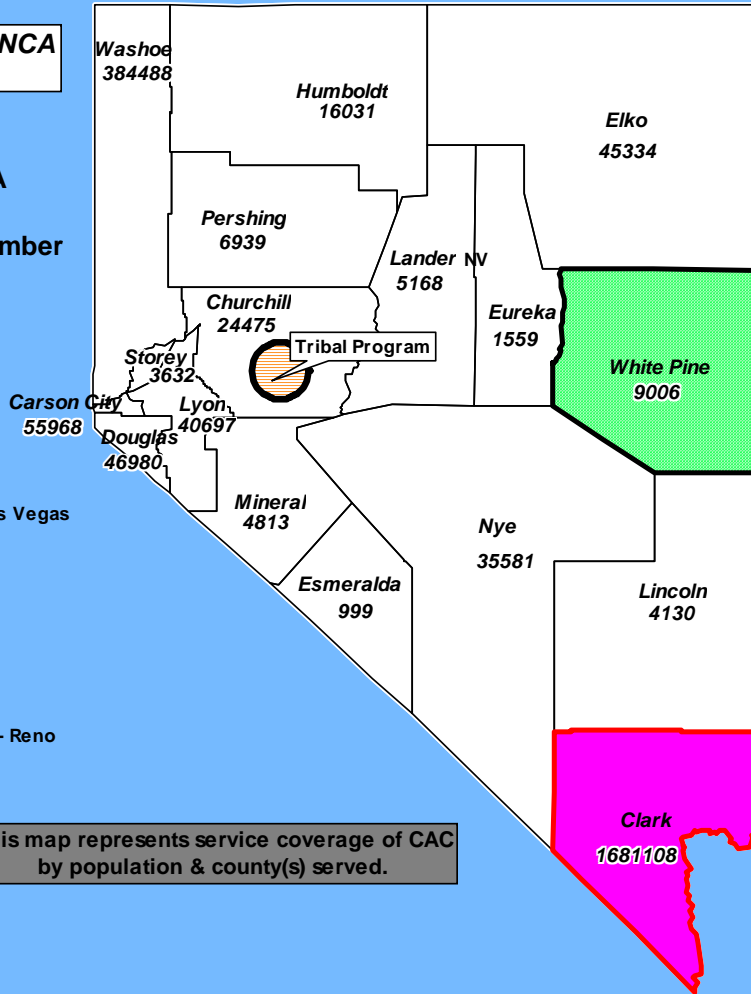 NCA
Washoe
384488
Humboldt
16031
Elko
45334
A
Pershing
6939
mber
Lander NV
5168
Churchill
24475
Eureka
1559
Tribal Program
Storey
3632
White Pine
9006
Carson City
55968
Lyon
40697
Douglas
46980
Mineral
4813
s Vegas
Nye
35581
Esmeralda
999
Lincoln
4130
- Reno
Clark
1681108
is map represents service coverage of CAC
by population & county(s) served.